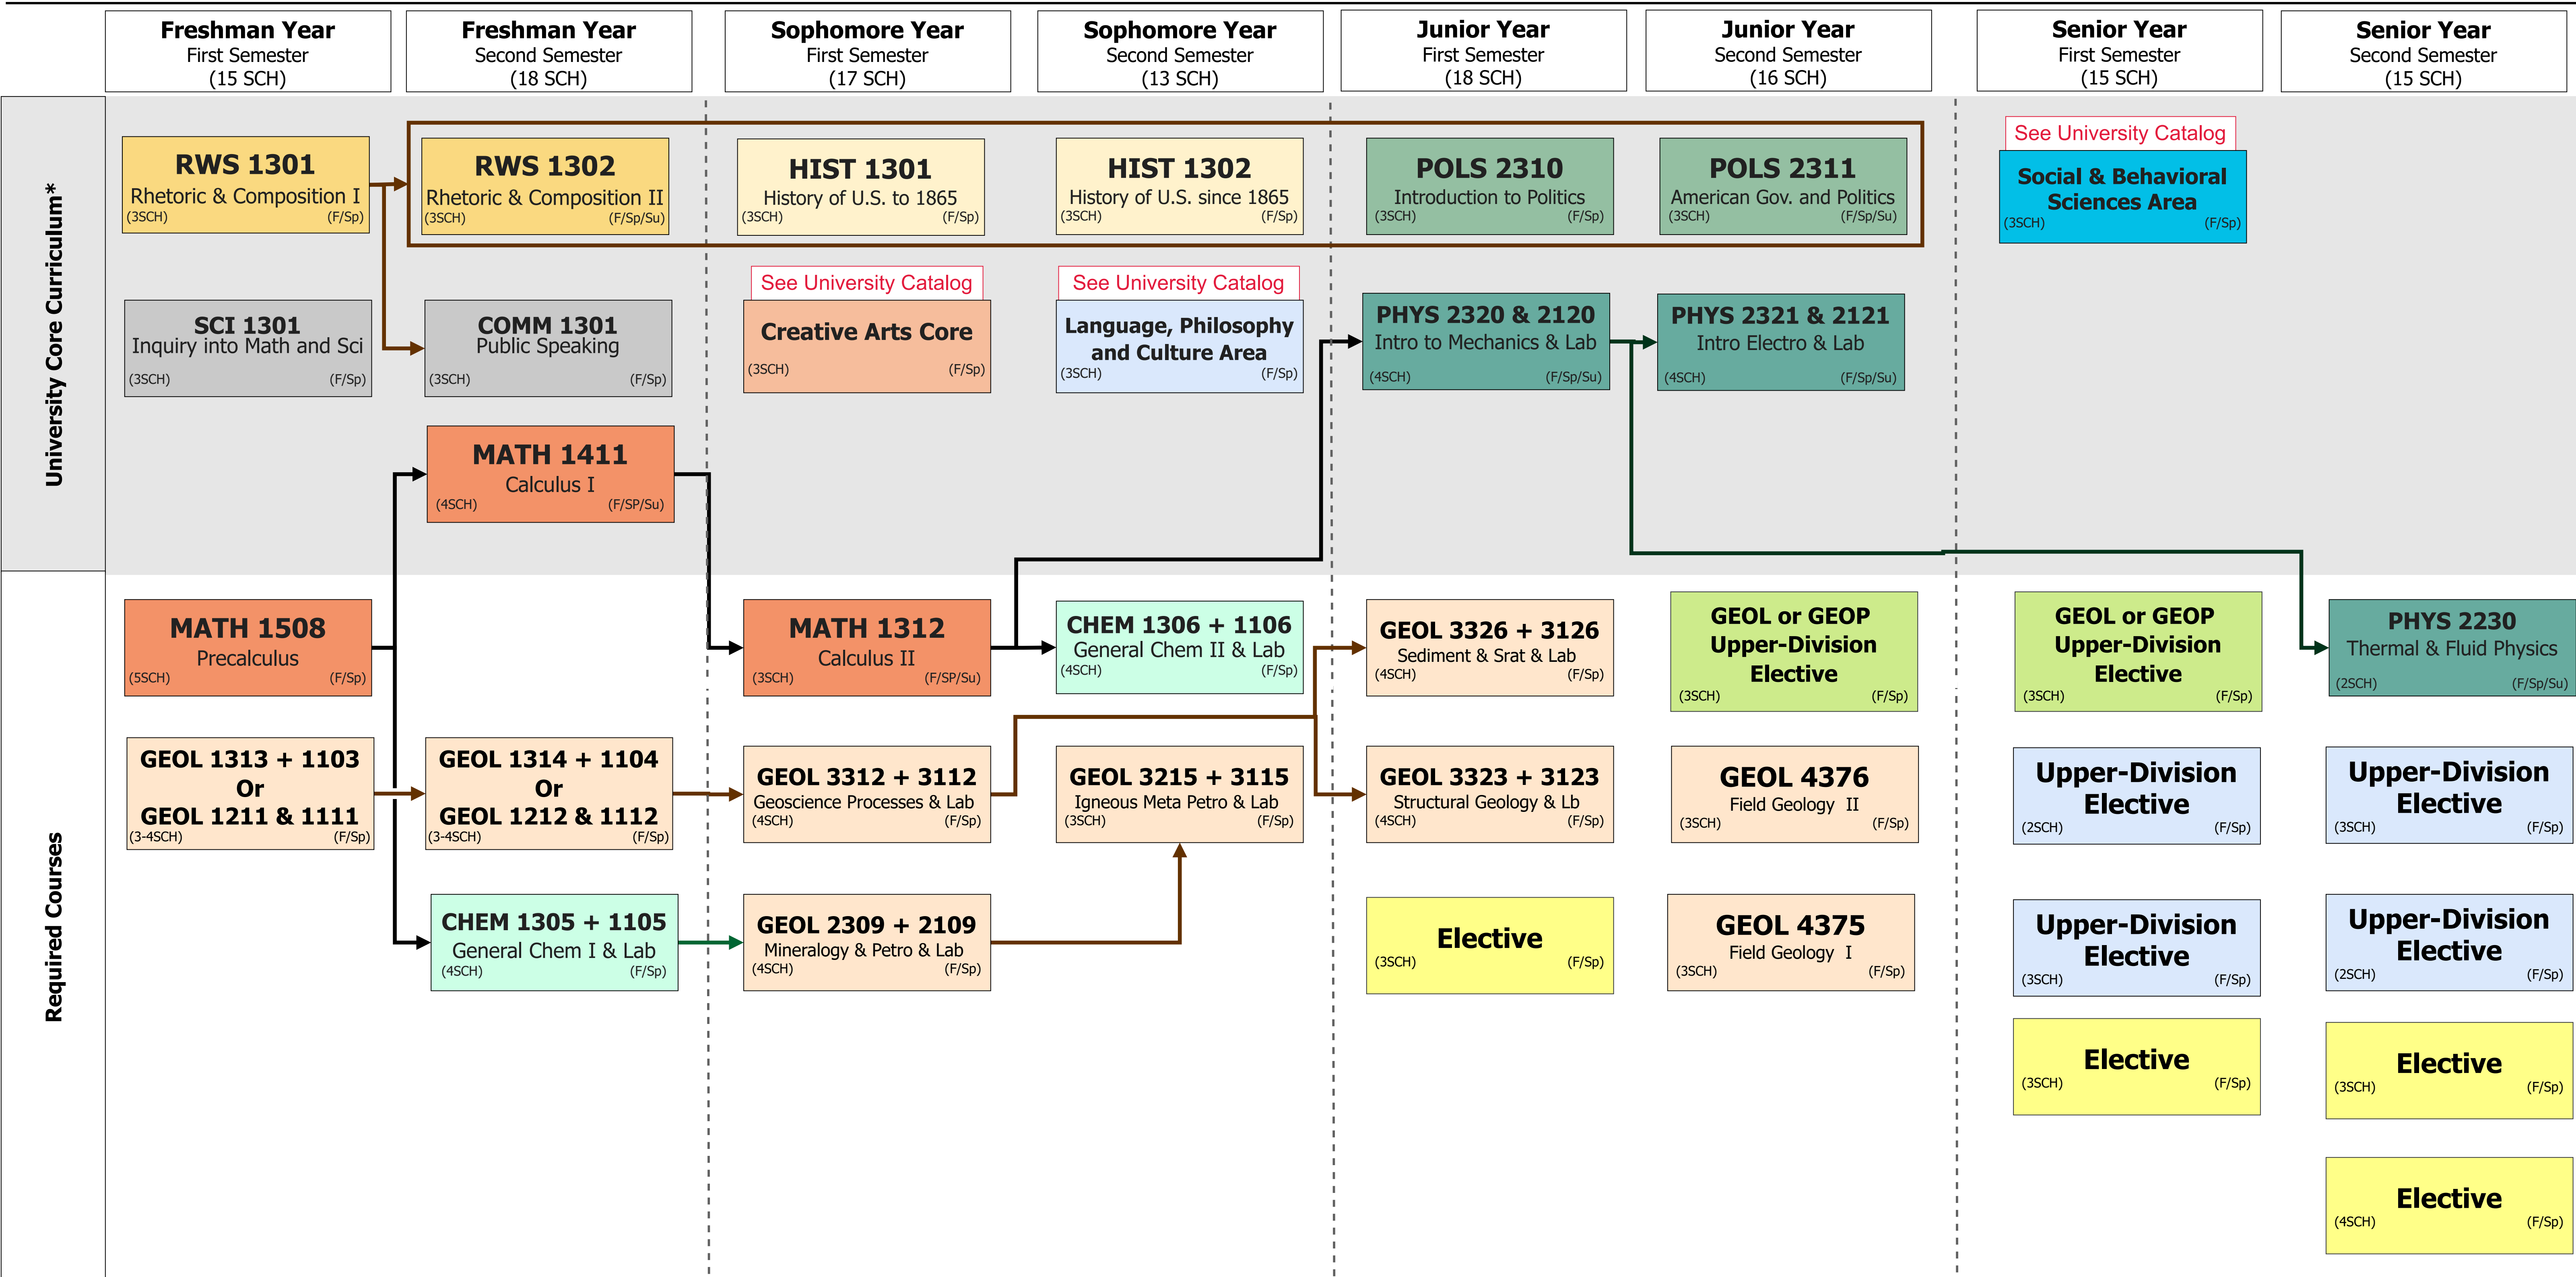 Freshman Year
First Semester
(15 SCH)
Freshman Year
Second Semester
(18 SCH)
Sophomore Year
First Semester
(17 SCH)
Sophomore Year
Second Semester
(13 SCH)
Junior Year
First Semester
(18 SCH)
Junior Year
Second Semester
(16 SCH)
Senior Year
First Semester
(15 SCH)
Senior Year
Second Semester
(15 SCH)
University Core Curriculum*
RWS 1301
Rhetoric & Composition I
(3SCH) (F/Sp)
RWS 1302
Rhetoric & Composition II
(3SCH) (F/Sp/Su)
HIST 1301
History of U.S. to 1865
(3SCH) (F/Sp)
HIST 1302
History of U.S. since 1865
(3SCH) (F/Sp)
POLS 2310
Introduction to Politics
(3SCH) (F/Sp)
POLS 2311
American Gov. and Politics
(3SCH) (F/Sp/Su)
See University Catalog
Social & Behavioral
Sciences Area
(3SCH) (F/Sp)
SCI 1301
Inquiry into Math and Sci
(3SCH) (F/Sp)
COMM 1301
Public Speaking
(3SCH) (F/Sp)
See University Catalog
Creative Arts Core
(3SCH) (F/Sp)
See University Catalog
Language, Philosophy
and Culture Area
(3SCH) (F/Sp)
PHYS 2320 & 2120
Intro to Mechanics & Lab
(4SCH) (F/Sp/Su)
PHYS 2321 & 2121
Intro Electro & Lab
(4SCH) (F/Sp/Su)
MATH 1411
Calculus I
(4SCH) (F/SP/Su)
Required Courses
MATH 1508
Precalculus
(5SCH) (F/Sp)
MATH 1312
Calculus II
(3SCH) (F/SP/Su)
CHEM 1306 + 1106
General Chem II & Lab
(4SCH) (F/Sp)
GEOL 3326 + 3126
Sediment & Srat & Lab
(4SCH) (F/Sp)
GEOL or GEOP
Upper-Division
Elective
(3SCH) (F/Sp)
GEOL or GEOP
Upper-Division
Elective
(3SCH) (F/Sp)
PHYS 2230
Thermal & Fluid Physics
(2SCH) (F/Sp/Su)
GEOL 1313 + 1103
Or
GEOL 1211 & 1111
(3-4SCH) (F/Sp)
GEOL 1314 + 1104
Or
GEOL 1212 & 1112
(3-4SCH) (F/Sp)
GEOL 3312 + 3112
Geoscience Processes & Lab
(4SCH) (F/Sp)
GEOL 3215 + 3115
Igneous Meta Petro & Lab
(3SCH) (F/Sp)
GEOL 3323 + 3123
Structural Geology & Lb
(4SCH) (F/Sp)
GEOL 4376
Field Geology II
(3SCH) (F/Sp)
Upper-Division
Elective
(2SCH) (F/Sp)
Upper-Division
Elective
(3SCH) (F/Sp)
CHEM 1305 + 1105
General Chem I & Lab
(4SCH) (F/Sp)
GEOL 2309 + 2109
Mineralogy & Petro & Lab
(4SCH) (F/Sp)
Elective
(3SCH) (F/Sp)
GEOL 4375
Field Geology I
(3SCH) (F/Sp)
Upper-Division
Elective
(3SCH) (F/Sp)
Upper-Division
Elective
(2SCH) (F/Sp)
Elective
(3SCH) (F/Sp)
Elective
(3SCH) (F/Sp)
Elective
(4SCH) (F/Sp)